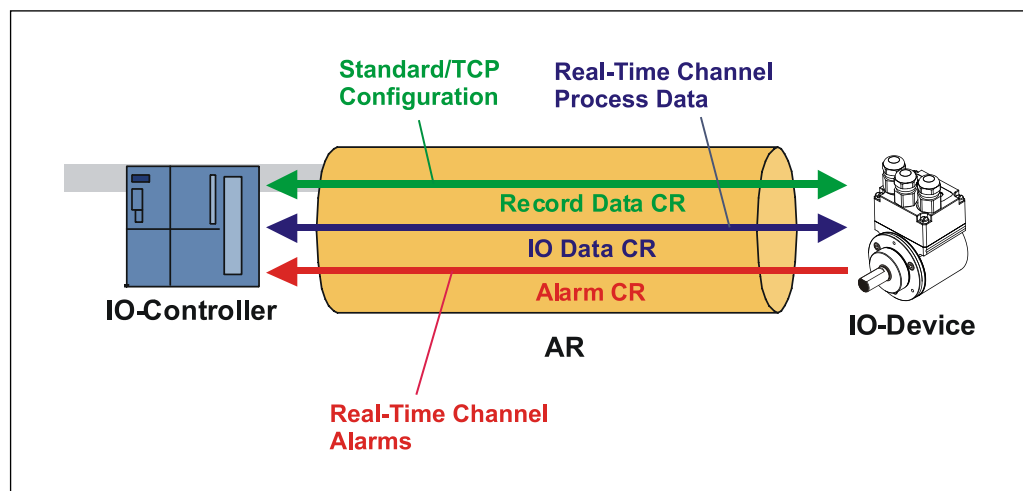 Standard/TCP
Configuration
Real-Time Channel
Process Data
Record Data CR
IO Data CR
Alarm CR
IO-Controller
IO-Device
AR
Real-Time Channel
Alarms